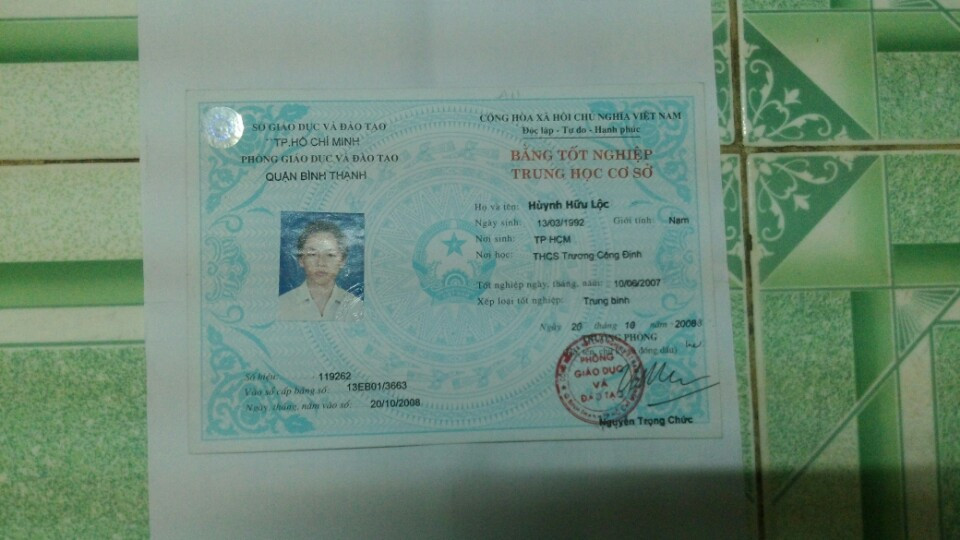 SỞ GIÁO DỤC VÀ ĐÀO TẠO
TP.HỒ CHÍ MINH
PHÒNG GIÁO DỤC VÀ ĐÀO TẠO
QUẬN BÌNH THẠNH
Số hiệu: 119262
Vào sổ cấp bằng số: 13EB01/3663
Ngày, tháng, năm vào sổ: 20/10/2008
CỘNG HÒA XÃ HỘI CHỦ NGHĨA VIỆT NAM
Độc lập - Tự do - Hạnh phúc
BẰNG TỐT NGHIỆP
TRUNG HỌC CƠ SỞ
Họ và tên: Hùynh Hữu Lộc
Ngày sinh: 13/03/1992 Giới tính: Nam
Nơi sinh: TP HCM
Nơi học: THCS Trương Công Định
Tốt nghiệp ngày, tháng, năm: 10/06/2007
Xếp loại tốt nghiệp: Trung bình
Ngày 20 tháng 10 năm 2008
TRƯỞNG PHÒNG
đóng dấu)
PHÒNG
GIÁO DỤC
VÀ
ĐÀO TẠO
Nguyễn Trọng Chức